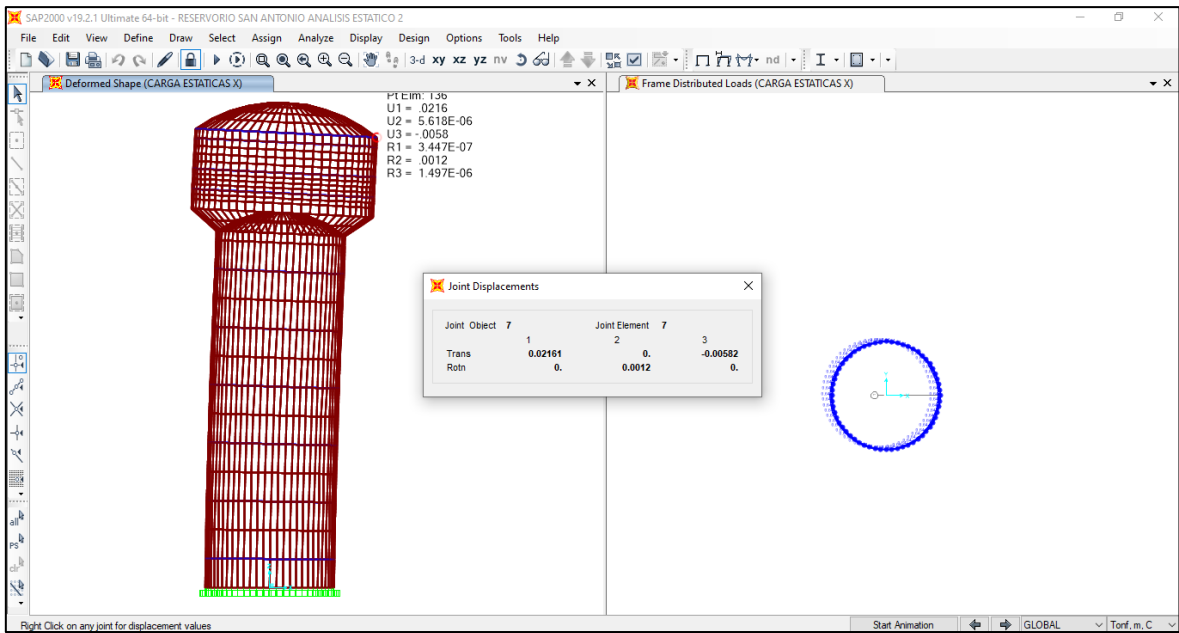 SAP2000 v19.2.1 Ultimate 64-bit - RESERVORIO SAN ANTONIO ANALISIS ESTATICO 2
File Edit View Define Draw Select Assign Analyze Display Design Options Tools Help
3-d xy xz yz nv nd
Deformed Shape (CARGA ESTATICAS X)
Frame Distributed Loads (CARGA ESTATICAS X)
Pt Elm: 136
U1 = .0216
U2 = 5.618E-06
U3 = -.0058
R1 = 3.447E-07
R2 = .0012
R3 = 1.497E-06
Joint Displacements
Joint Object 7 Joint Element 7
1 2 3
Trans 0.02161 0. -0.00582
Rotn 0. 0.0012 0.
all
PS
clr
Right Click on any joint for displacement values
Start Animation
GLOBAL
Tonf, m, C